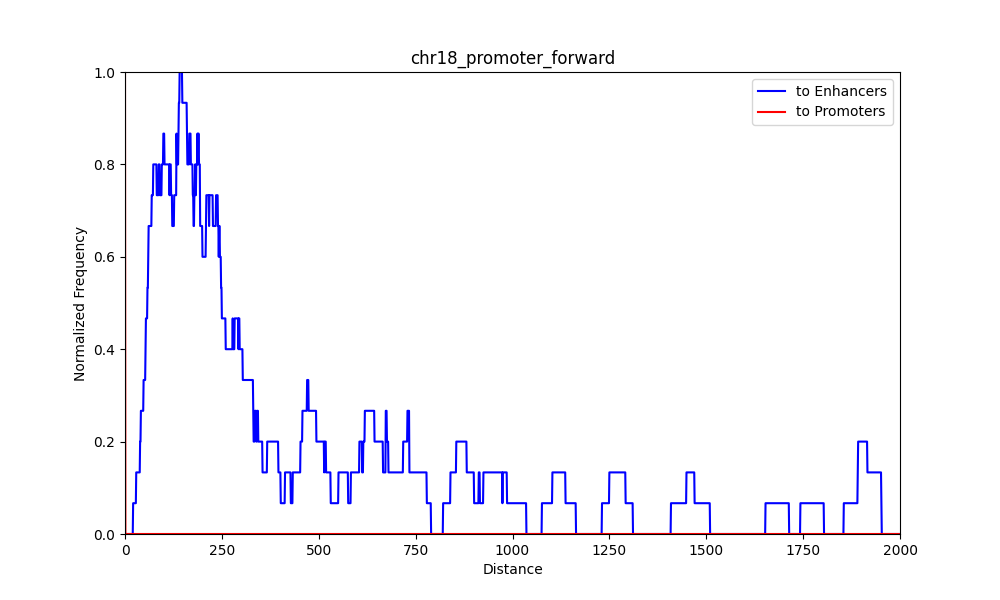 chr18_promoter_forward
to Enhancers
to Promoters
Normalized Frequency
1.0
0.8
0.6
0.4
0.2
0.0
0 250 500 750 1000 1250 1500 1750 2000
Distance